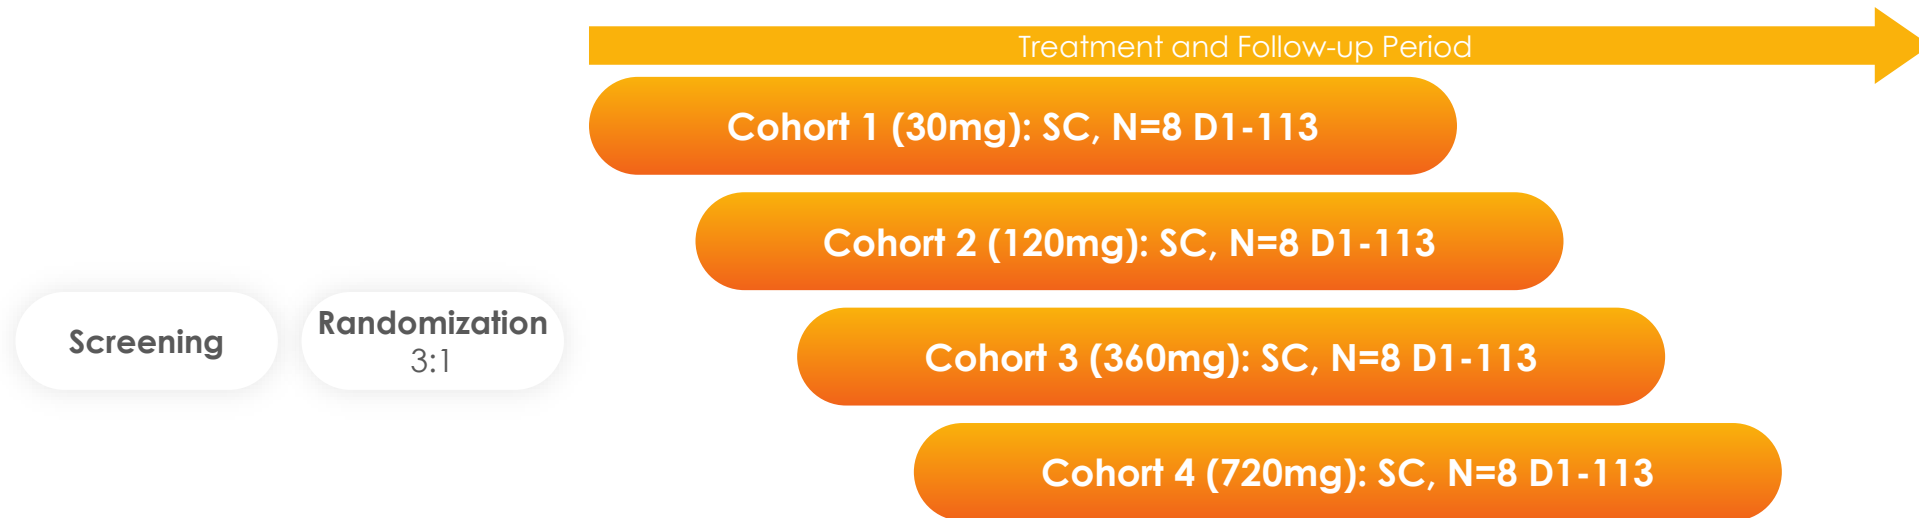 Treatment and Follow-up Period
Cohort 1 (30mg): SC, N=8 D1-113
Cohort 2 (120mg): SC, N=8 D1-113
Screening
Randomization
3:1
Cohort 3 (360mg): SC, N=8 D1-113
Cohort 4 (720mg): SC, N=8 D1-113